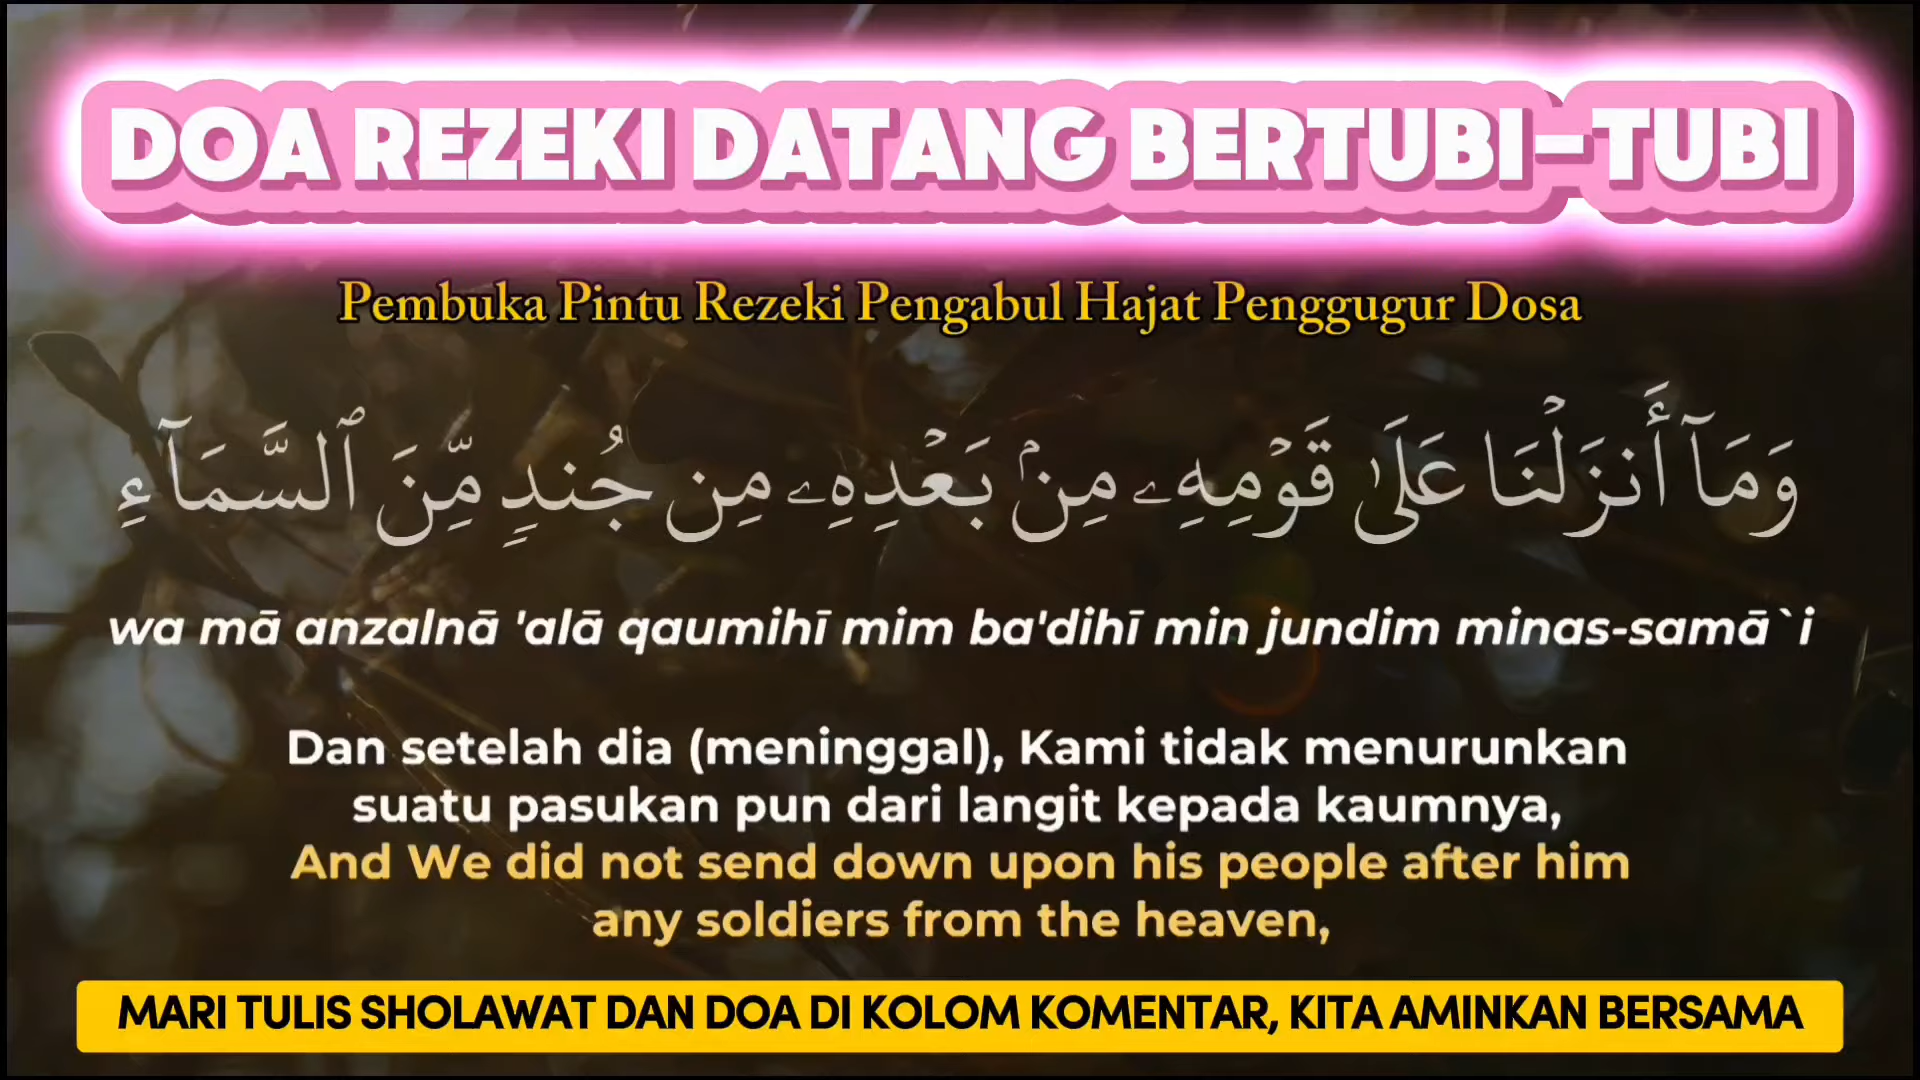 DOA REZEKI DATANG BERTUBI-TUBI
Pembuka Pintu Rezeki Pengabul Hajat Penggugur Dosa
وَمَآ أَنزَلْنَا عَلَىٰ قَوْمِهِۦ مِنۢ بَعْدِهِۦ مِن جُندٍ مِّنَ ٱلسَّمَآءِ
wa mā anzalnā 'alā qaumihī mim ba'dihī min jundim minas-samā`i
Dan setelah dia (meninggal), Kami tidak menurunkan
suatu pasukan pun dari langit kepada kaumnya,
And We did not send down upon his people after him
any soldiers from the heaven,
MARI TULIS SHOLAWAT DAN DOA DI KOLOM KOMENTAR, KITA AMINKAN BERSAMA